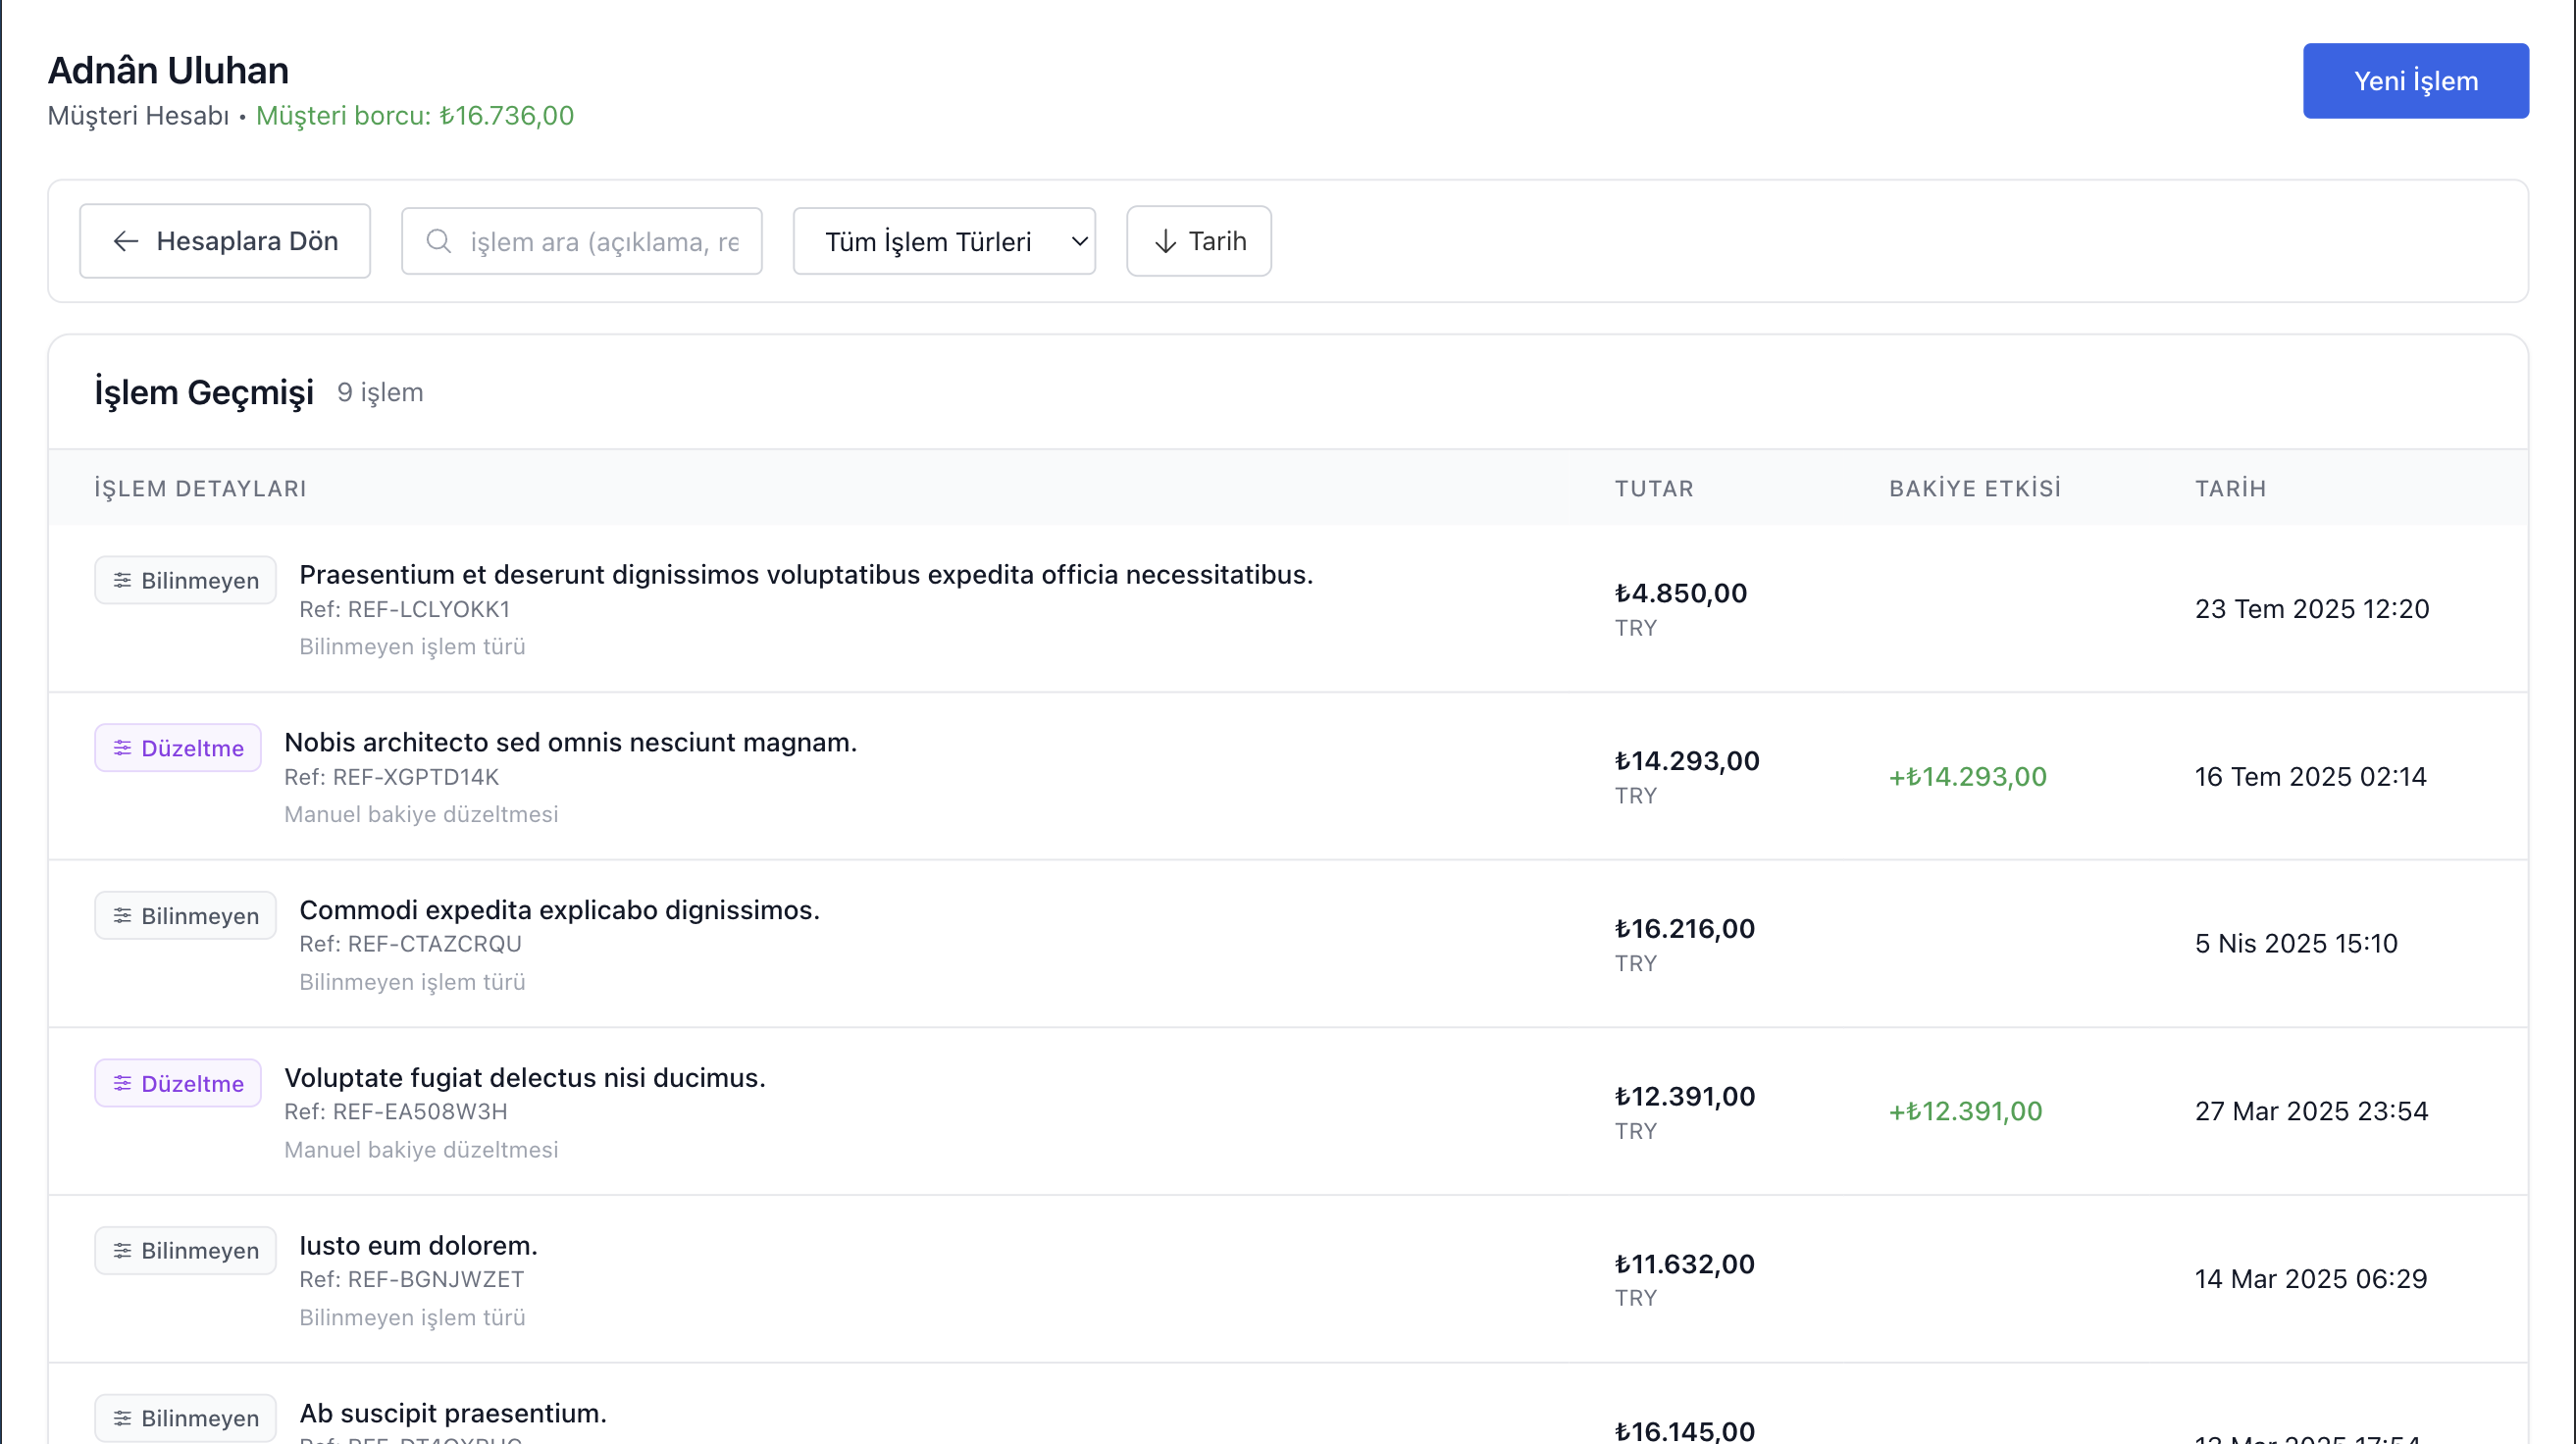 Adnân Uluhan
Müşteri Hesabı • Müşteri borcu: ₺16.736,00
Yeni İşlem
Hesaplara Dön
işlem ara (açıklama, re
Tüm İşlem Türleri
Tarih
İşlem Geçmişi 9 işlem
İŞLEM DETAYLARI TUTAR BAKİYE ETKİSİ TARİH
Bilinmeyen
Praesentium et deserunt dignissimos voluptatibus expedita officia necessitatibus.
Ref: REF-LCLYOKK1
Bilinmeyen işlem türü
₺4.850,00
TRY
23 Tem 2025 12:20
Düzeltme
Nobis architecto sed omnis nesciunt magnam.
Ref: REF-XGPTD14K
Manuel bakiye düzeltmesi
₺14.293,00
TRY
+₺14.293,00
16 Tem 2025 02:14
Bilinmeyen
Commodi expedita explicabo dignissimos.
Ref: REF-CTAZCRQU
Bilinmeyen işlem türü
₺16.216,00
TRY
5 Nis 2025 15:10
Düzeltme
Voluptate fugiat delectus nisi ducimus.
Ref: REF-EA508W3H
Manuel bakiye düzeltmesi
₺12.391,00
TRY
+₺12.391,00
27 Mar 2025 23:54
Bilinmeyen
Iusto eum dolorem.
Ref: REF-BGNJWZET
Bilinmeyen işlem türü
₺11.632,00
TRY
14 Mar 2025 06:29
Bilinmeyen
Ab suscipit praesentium.
₺16.145,00